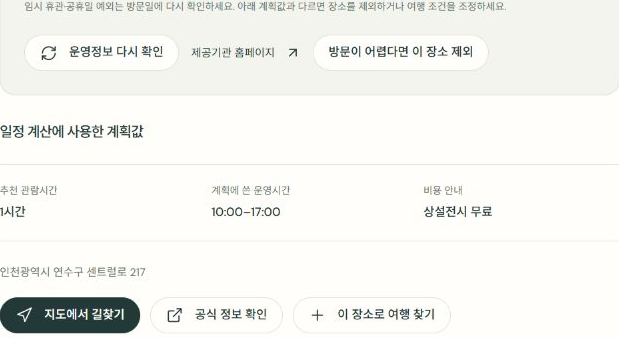 임시 휴관·공휴일 예외는 방문일에 다시 확인하세요. 아래 계획값과 다르면 장소를 제외하거나 여행 조건을 조정하세요.
운영정보 다시 확인 제공기관 홈페이지 방문이 어렵다면 이 장소 제외
일정 계산에 사용한 계획값
추천 관람시간 계획에 쓴 운영시간 비용 안내
1시간 10:00–17:00 상설전시 무료
인천광역시 연수구 센트럴로 217
지도에서 길찾기 공식 정보 확인 이 장소로 여행 찾기